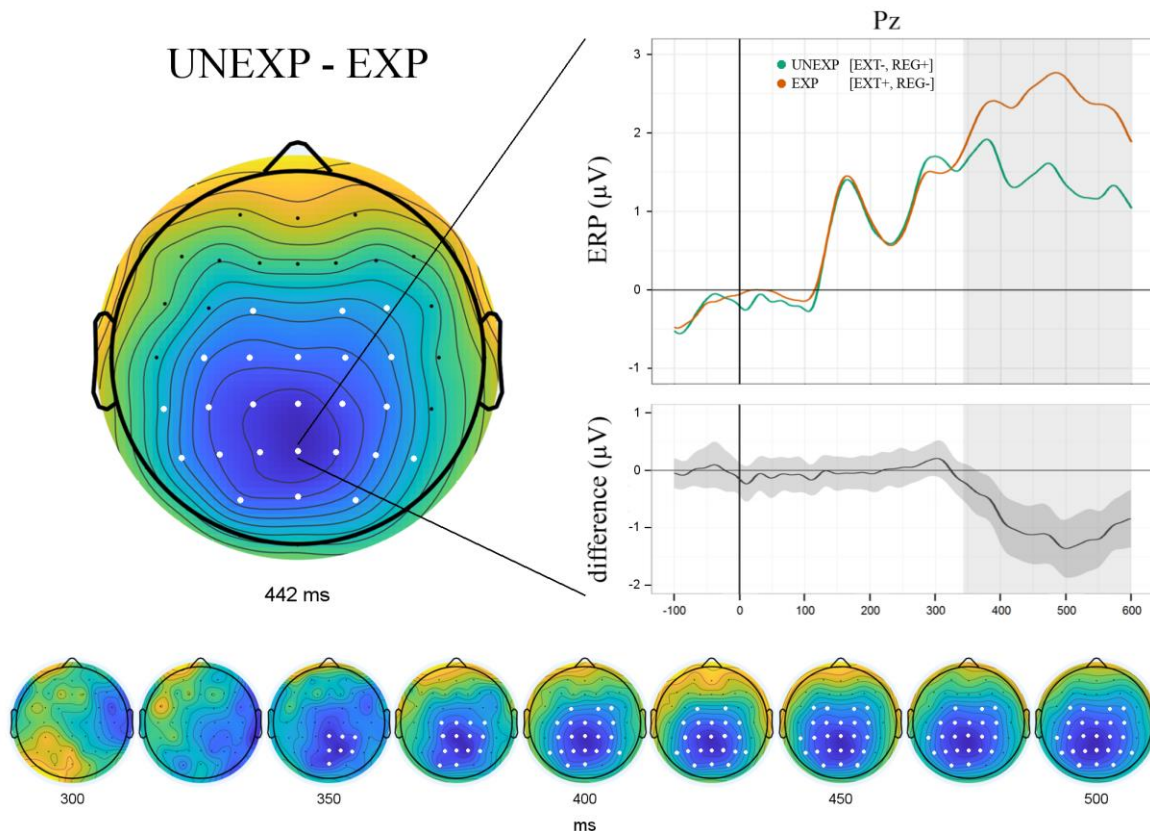 UNEXP - EXP
442 ms
Pz
UNEXP [EXT-, REG+]
EXP [EXT+, REG-]
ERP (µV)
3
2
1
0
-1
difference (µV)
1
0
-1
-2
-100 0 100 200 300 400 500 600
300 350 400 450 500
ms